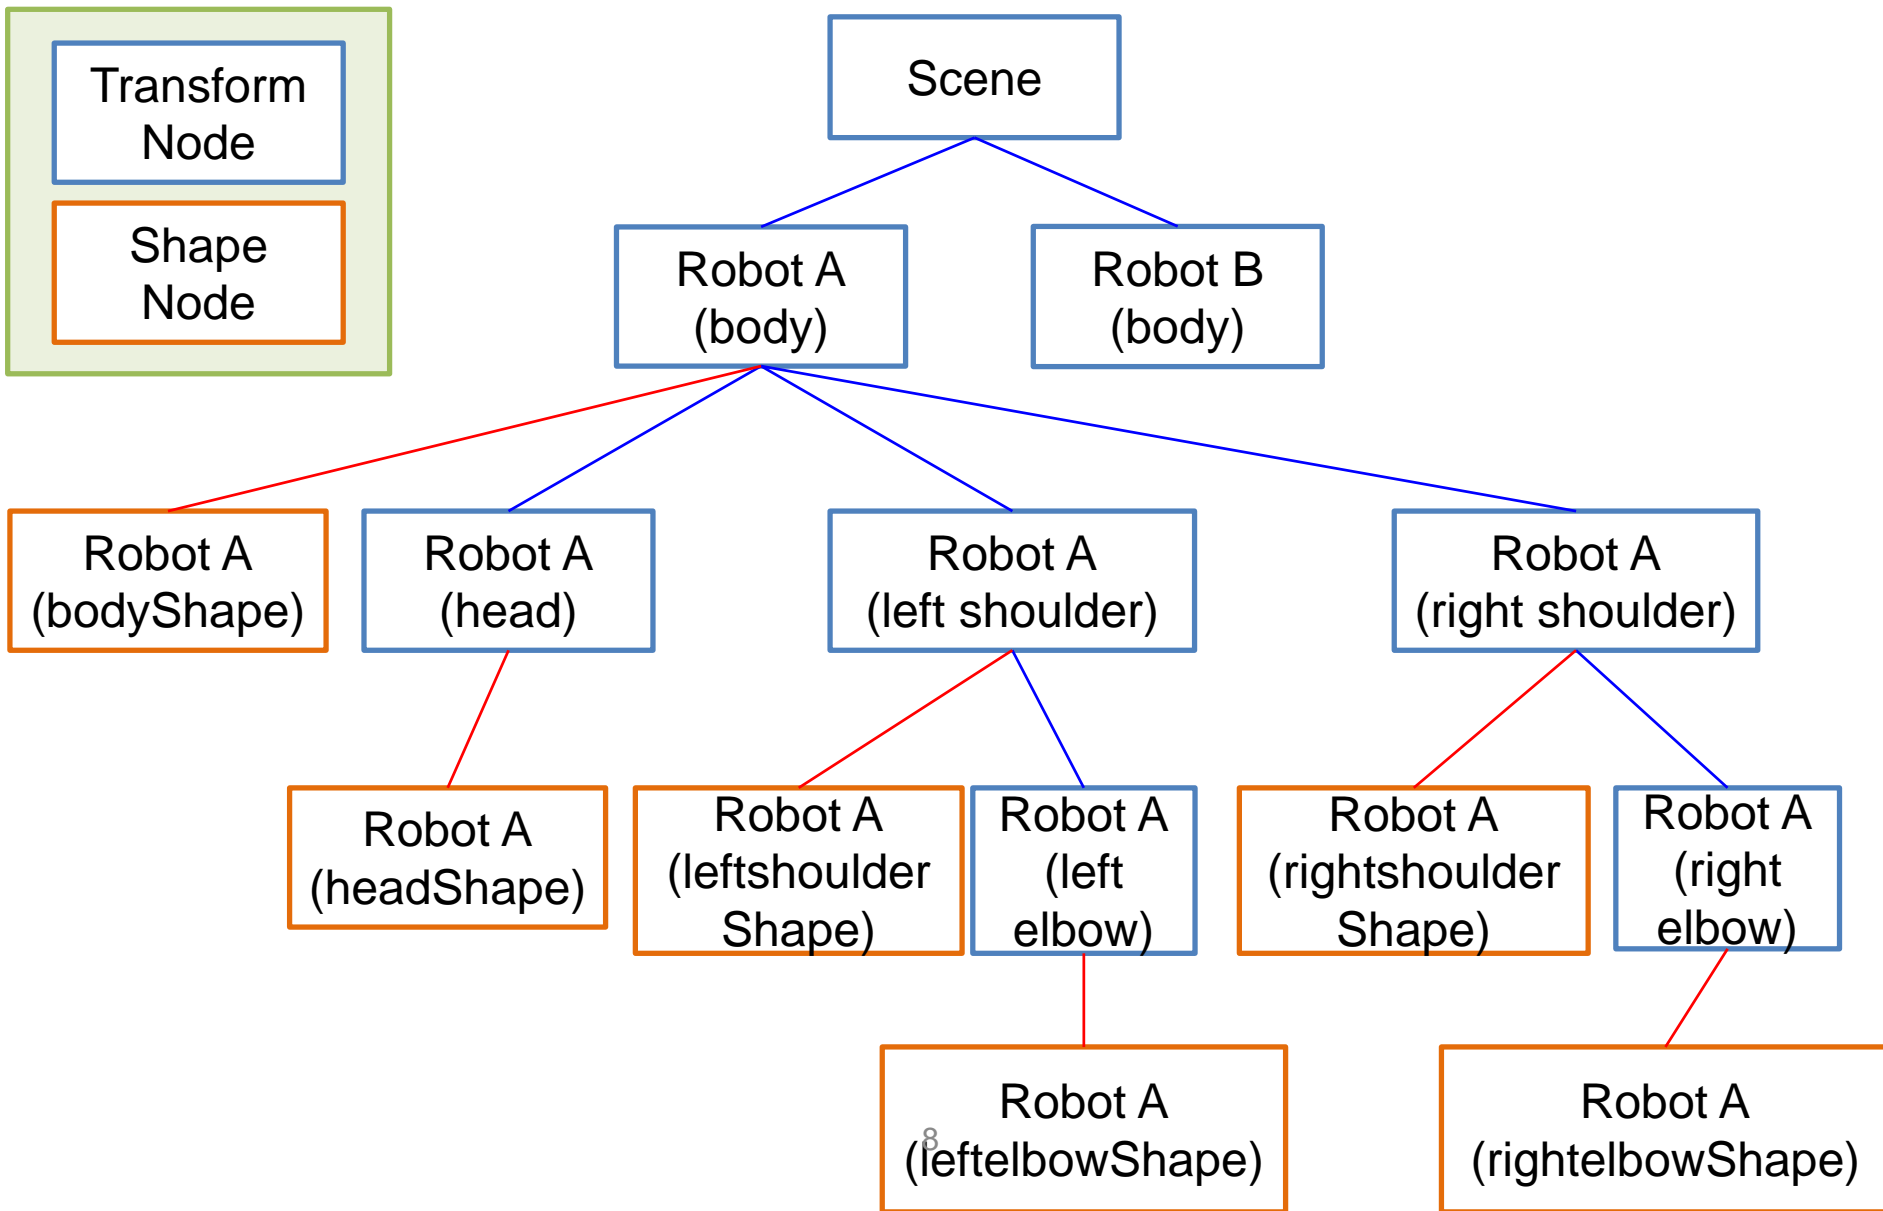 Transform
Node
Shape
Node
Scene
Robot A
(body)
Robot B
(body)
Robot A
(bodyShape)
Robot A
(head)
Robot A
(left shoulder)
Robot A
(right shoulder)
Robot A
(headShape)
Robot A
(leftshoulder
Shape)
Robot A
(left
elbow)
Robot A
(rightshoulder
Shape)
Robot A
(right
elbow)
Robot A
(leftelbowShape)
8
Robot A
(rightelbowShape)